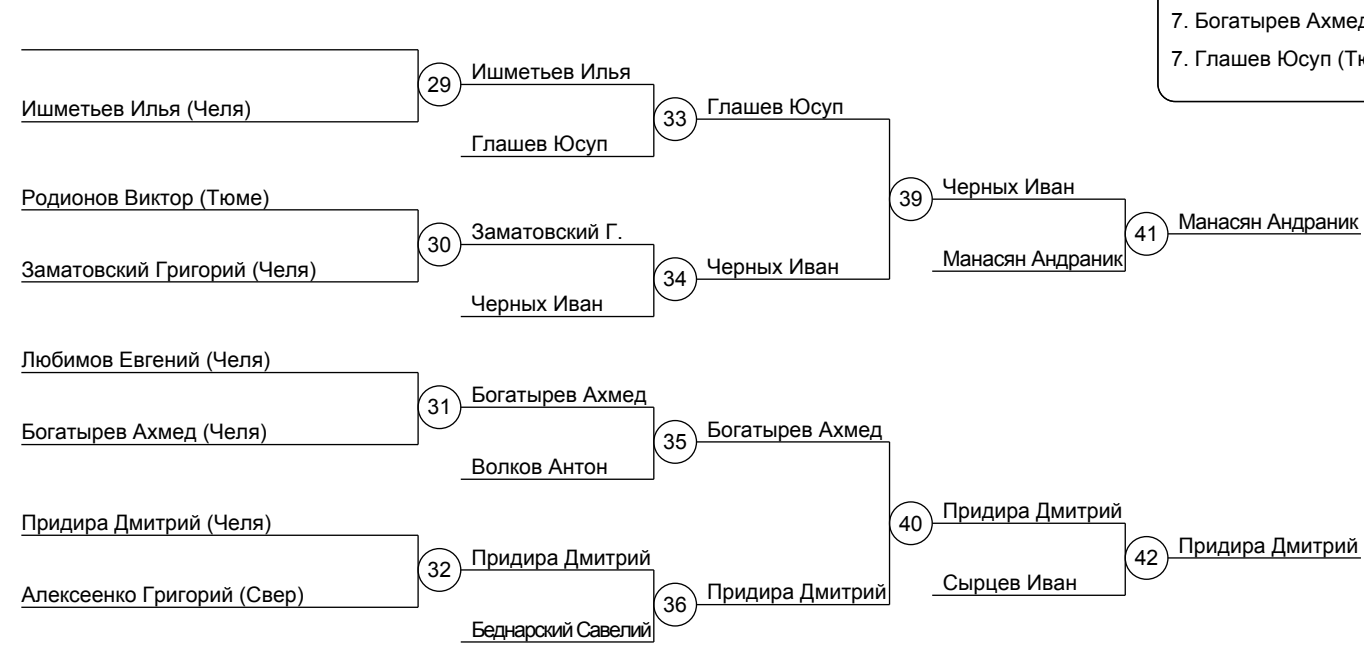 7. Богатырев Ахмед
7. Глашев Юсуп
29
Ишметьев Илья
Ишметьев Илья (Челя)
33
Глашев Юсуп
Глашев Юсуп
Родионов Виктор (Тюме)
39
Черных Иван
30
Заматовский Г.
41
Манасян Андраник
Заматовский Григорий (Челя)
34
Черных Иван
Манасян Андраник
Черных Иван
Любимов Евгений (Челя)
31
Богатырев Ахмед
Богатырев Ахмед (Челя)
35
Богатырев Ахмед
Волков Антон
Придира Дмитрий (Челя)
40
Придира Дмитрий
32
Придира Дмитрий
42
Придира Дмитрий
Алексеенко Григорий (Свер)
36
Придира Дмитрий
Сырцев Иван
Беднарский Савелий